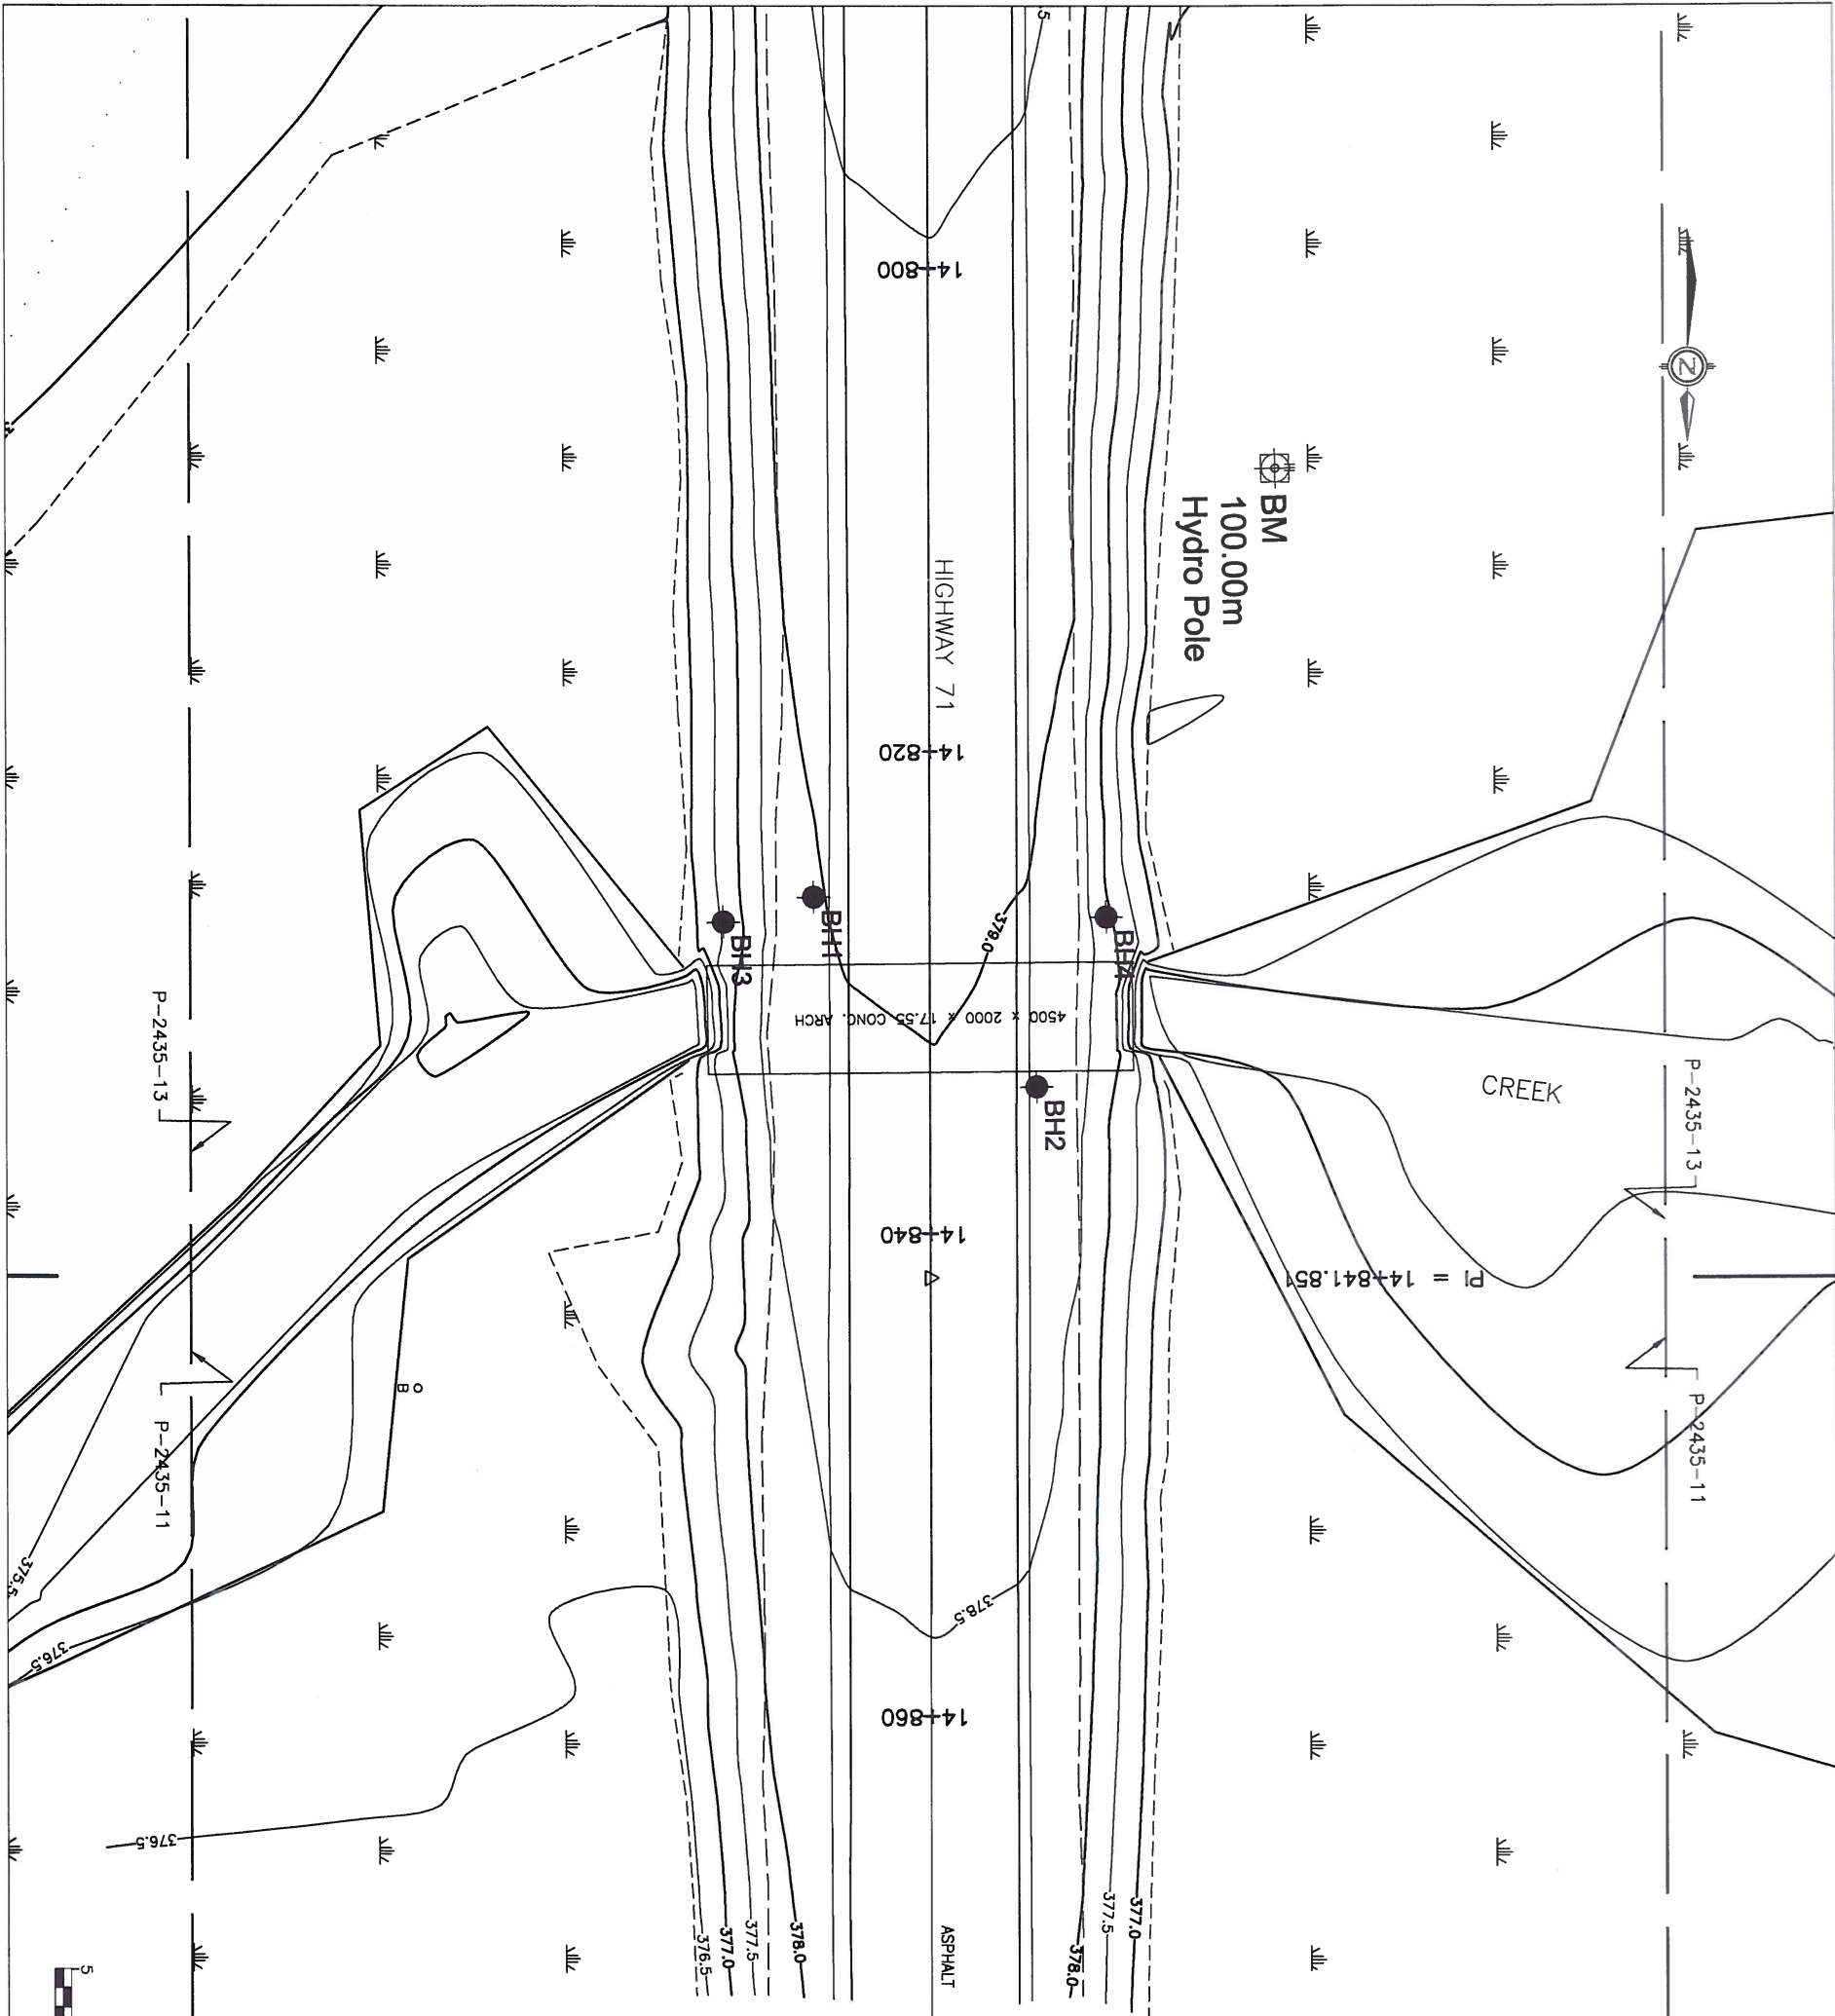 .5
14+800
N
BM
100.00m
Hydro Pole
HIGHWAY 71
14+820
379.0
BH1
BH3
BH4
4500 x 2000 x 17.55 CONC. ARCH
BH2
CREEK
P-2435-13
P-2435-13
14+840
PI = 14+841.851
B
P-2435-11
P-2435-11
375.5
376.5
378.5
14+860
376.5
376.5
377.0
377.5
378.0
ASPHALT
378.0
377.5
377.0
5